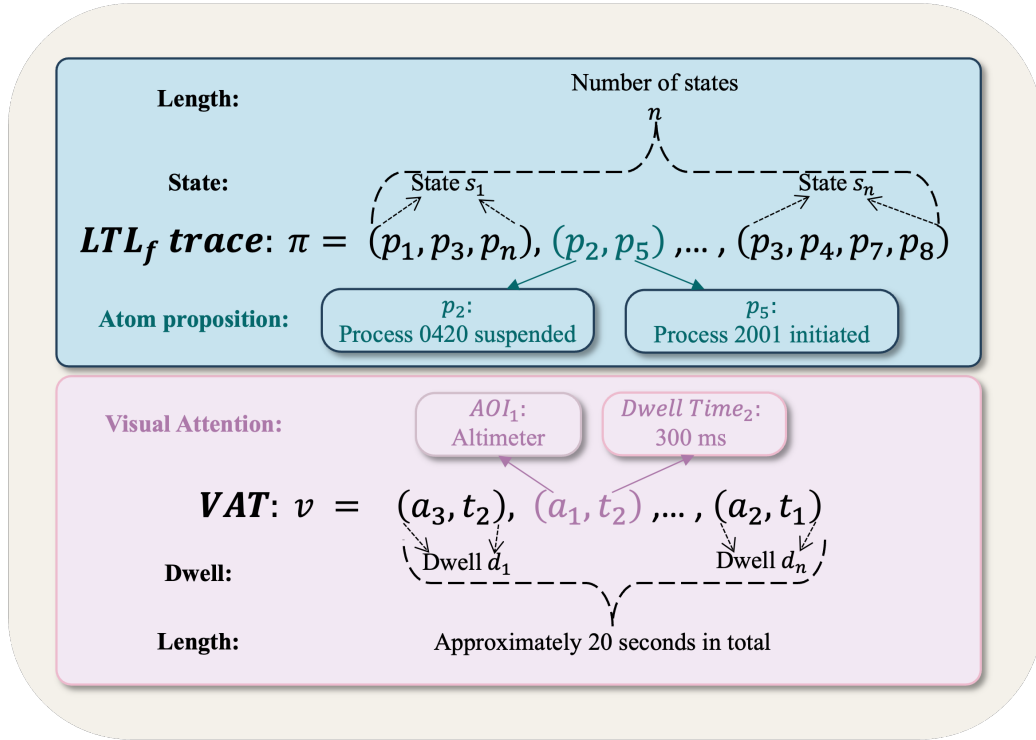 Length:
Number of states
n
State:
State s₁
State sₙ
LTL_f trace: π = (p₁, p₃, pₙ), (p₂, p₅) ,… , (p₃, p₄, p₇, p₈)
Atom proposition:
p₂:
Process 0420 suspended
p₅:
Process 2001 initiated
Visual Attention:
AOI₁:
Altimeter
Dwell Time₂:
300 ms
VAT: v = (a₃, t₂), (a₁, t₂) ,… , (a₂, t₁)
Dwell:
Dwell d₁
Dwell dₙ
Length:
Approximately 20 seconds in total